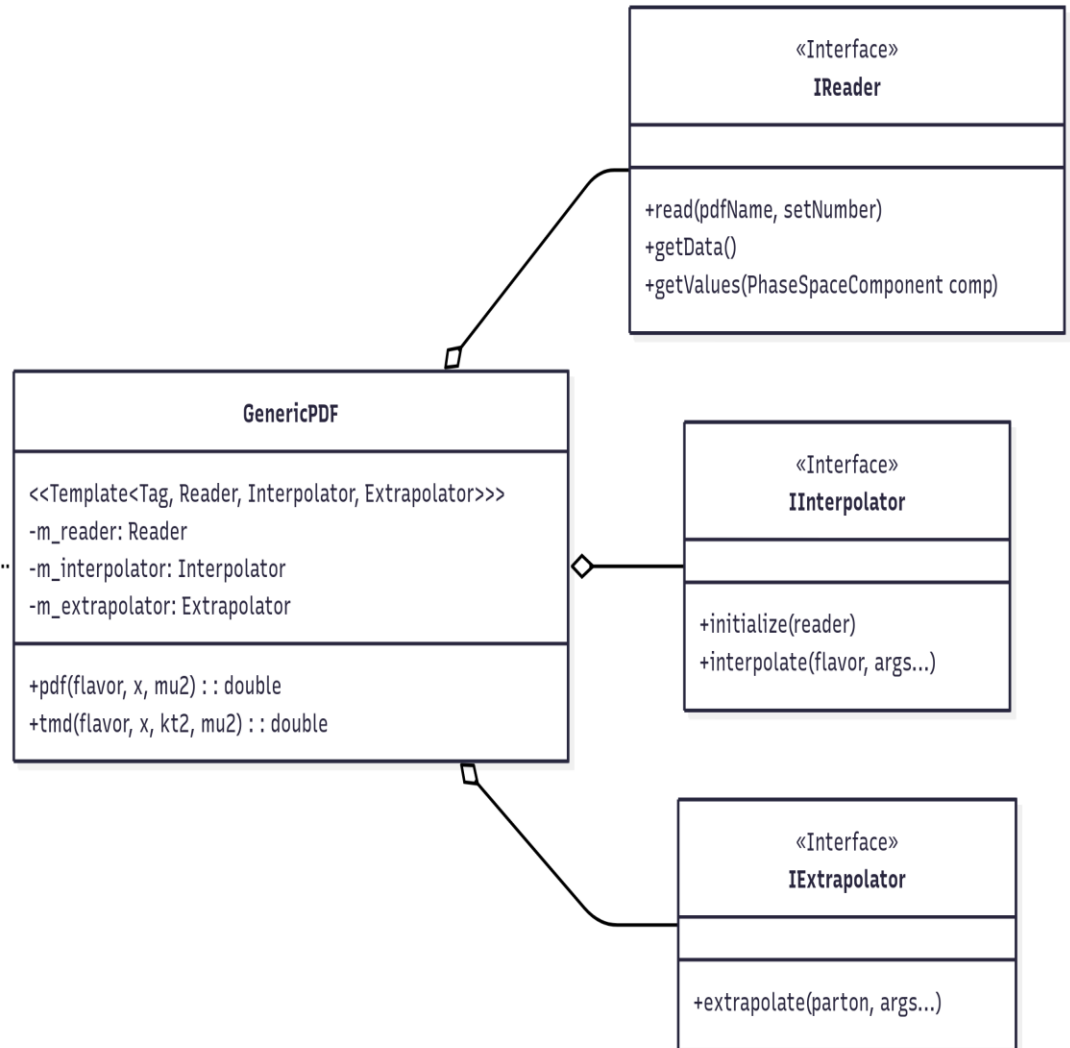 «Interface»
IReader
+read(pdfName, setNumber)
+getData()
+getValues(PhaseSpaceComponent comp)
GenericPDF
<<Template<Tag, Reader, Interpolator, Extrapolator>>>
-m_reader: Reader
-m_interpolator: Interpolator
-m_extrapolator: Extrapolator
+pdf(flavor, x, mu2) : : double
+tmd(flavor, x, kt2, mu2) : : double
«Interface»
IInterpolator
+initialize(reader)
+interpolate(flavor, args...)
«Interface»
IExtrapolator
+extrapolate(parton, args...)